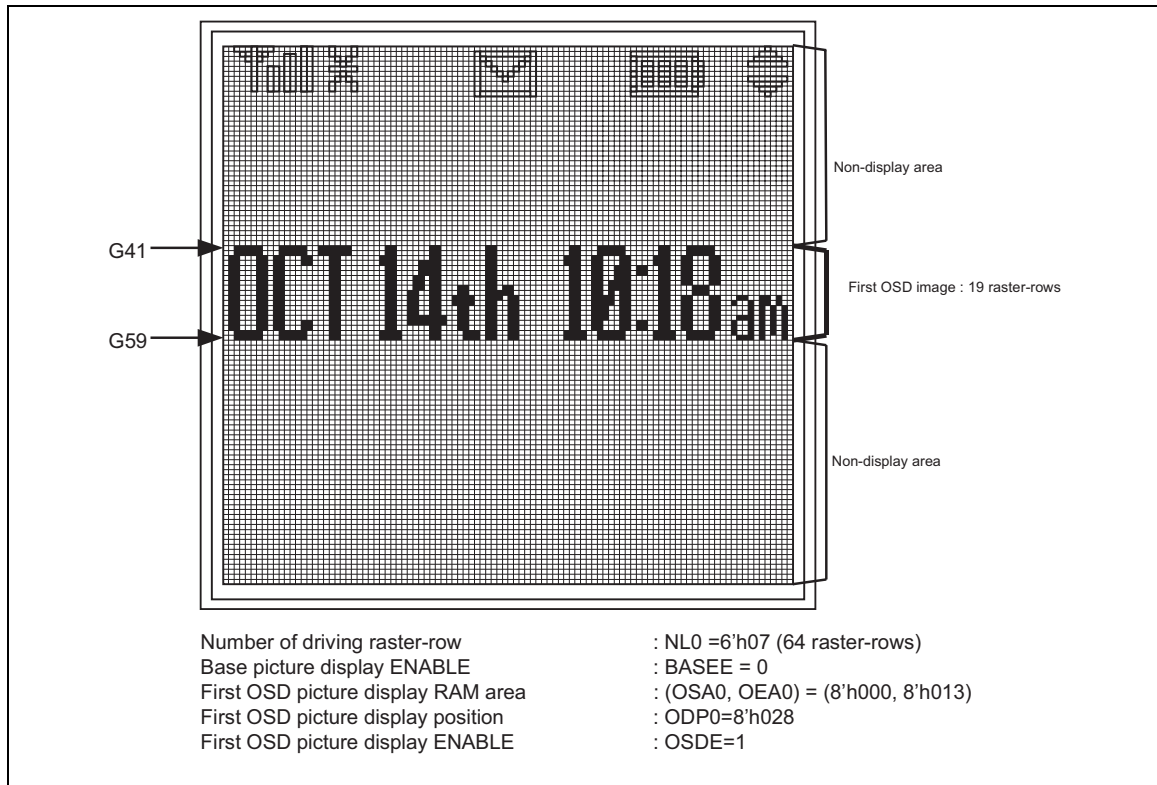 Non-display area
G41
OCT 14th 10:18am
First OSD image : 19 raster-rows
G59
Non-display area
Number of driving raster-row : NL0 =6'h07 (64 raster-rows)
Base picture display ENABLE : BASEE = 0
First OSD picture display RAM area : (OSA0, OEA0) = (8'h000, 8'h013)
First OSD picture display position : ODP0=8'h028
First OSD picture display ENABLE : OSDE=1